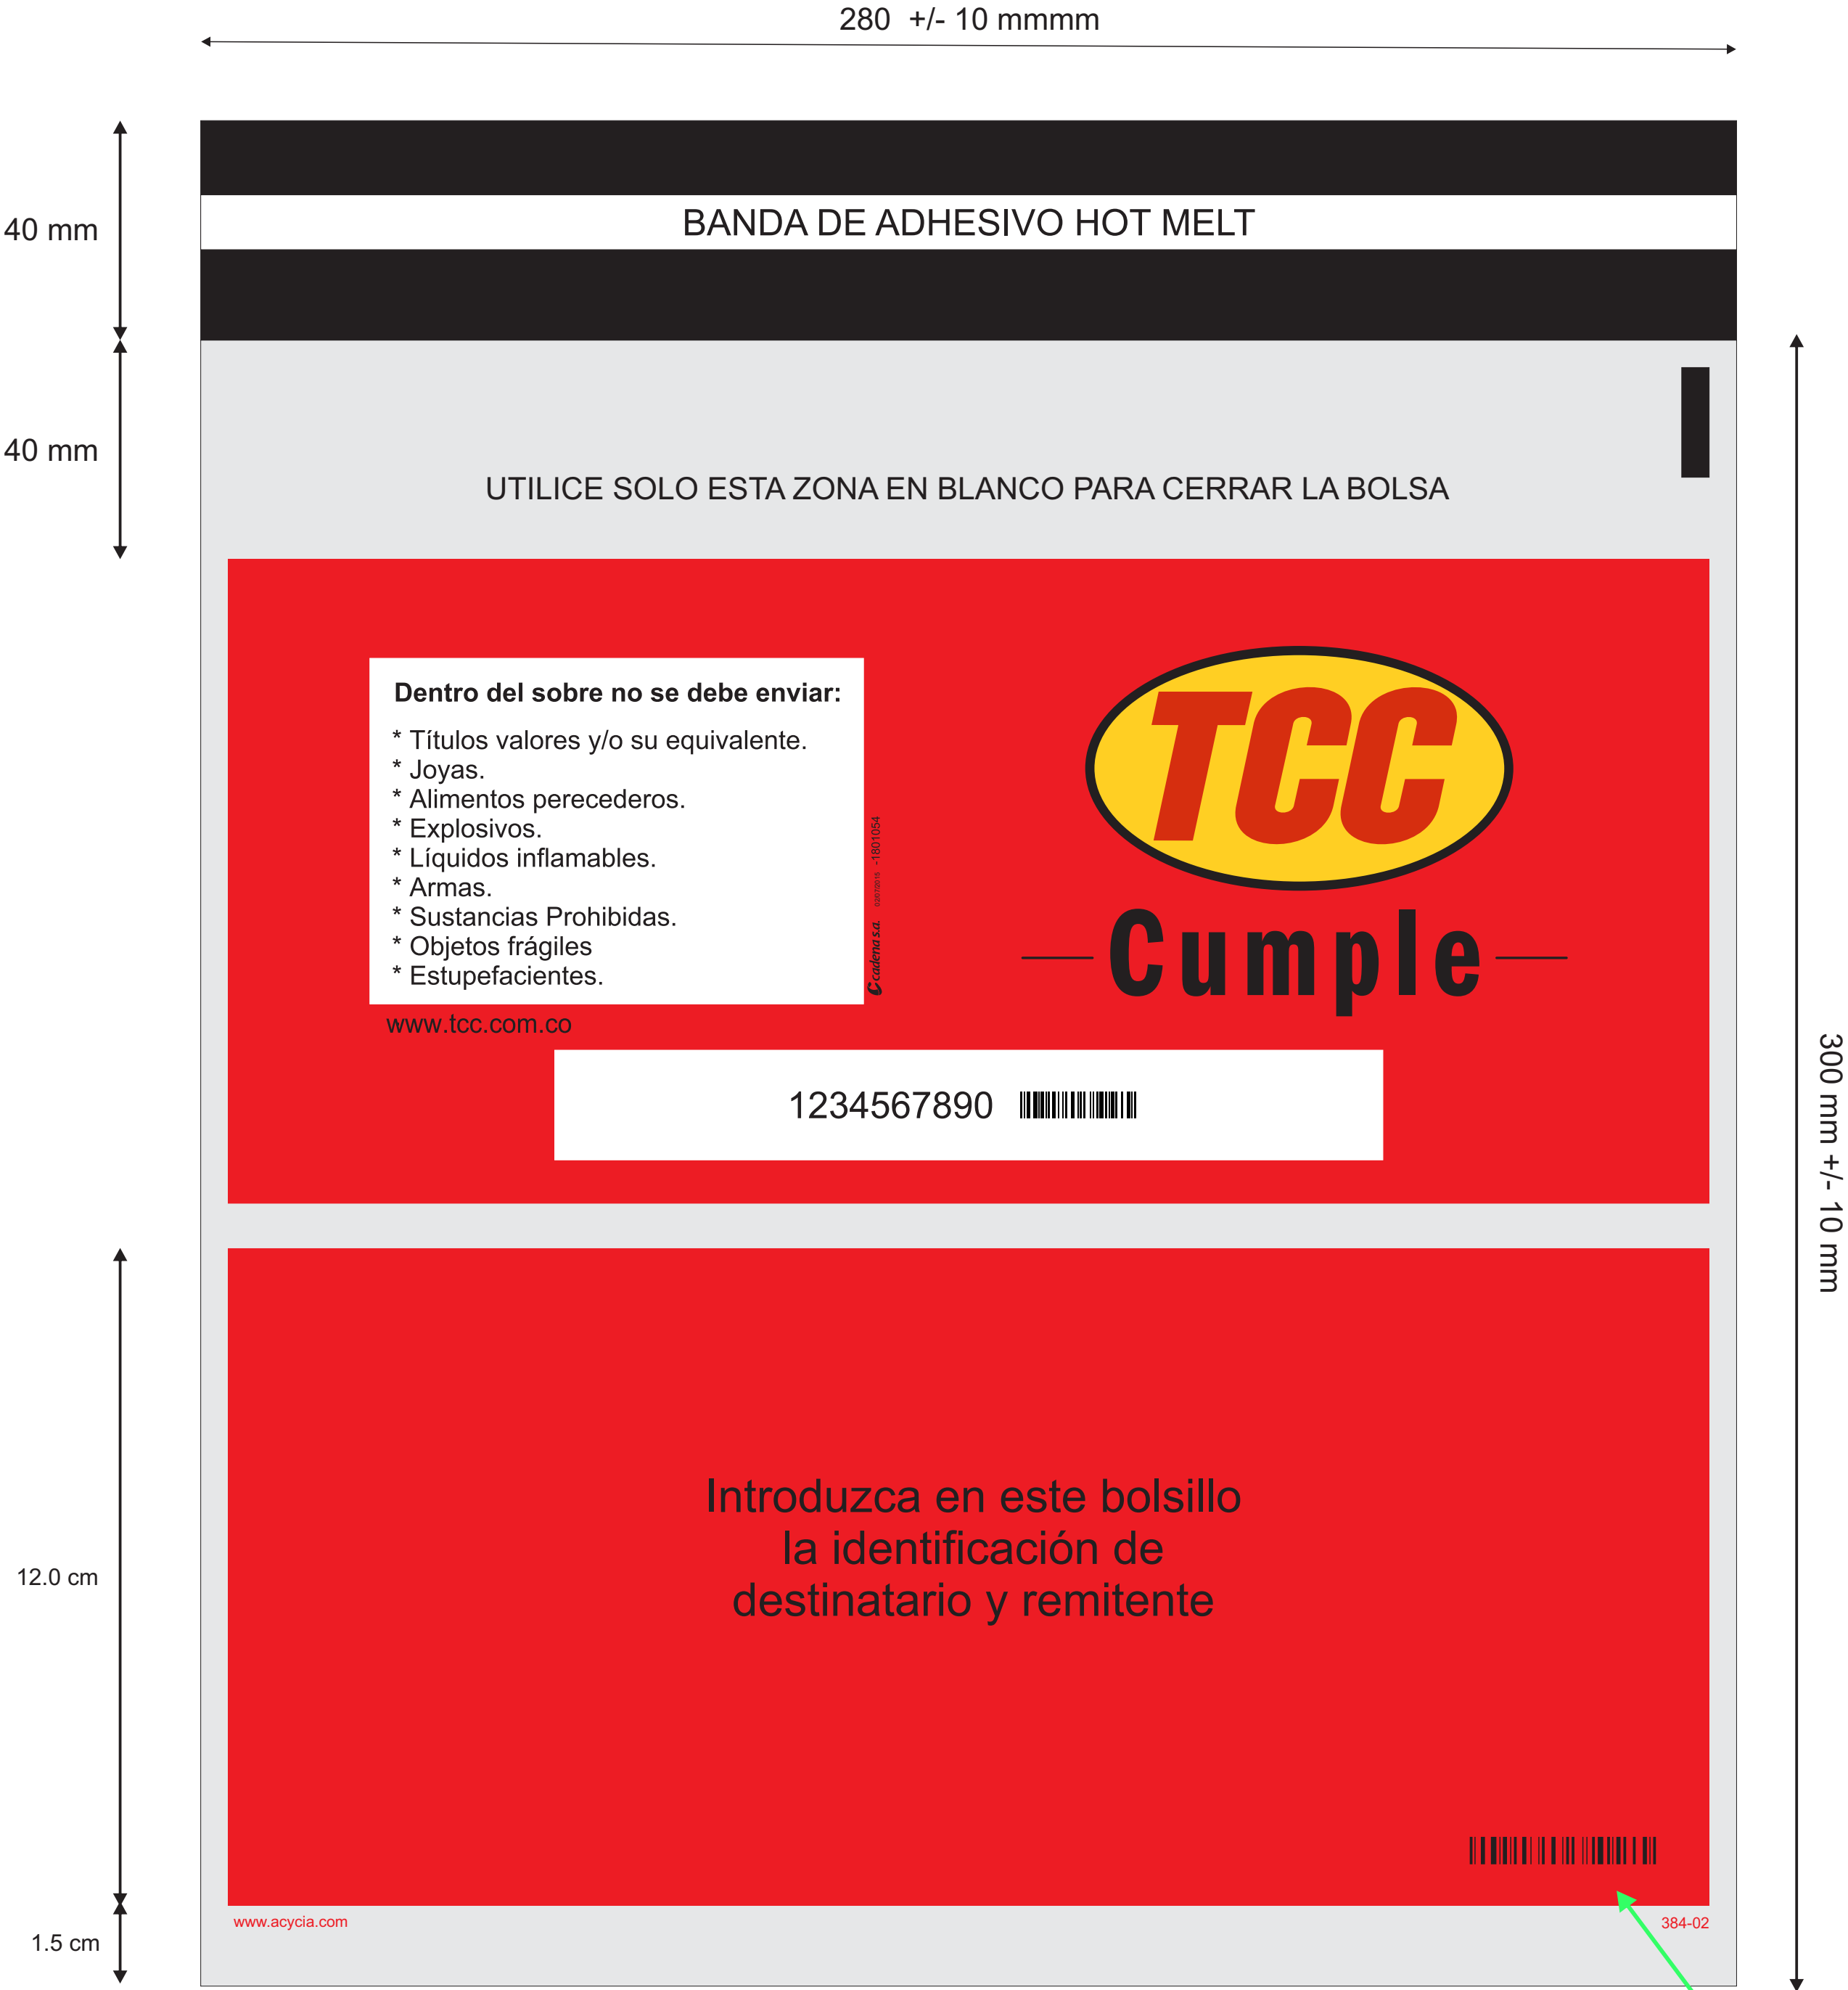 280 +/- 10 mmmm
40 mm
BANDA DE ADHESIVO HOT MELT
40 mm
UTILICE SOLO ESTA ZONA EN BLANCO PARA CERRAR LA BOLSA
Dentro del sobre no se debe enviar:
* Títulos valores y/o su equivalente.
* Joyas.
* Alimentos perecederos.
* Explosivos.
* Líquidos inflamables.
* Armas.
* Sustancias Prohibidas.
* Objetos frágiles
* Estupefacientes.
cadena s.a. 02/07/2015 -1801054
www.tcc.com.co
TCC
Cumple
1234567890
300 mm +/- 10 mm
Introduzca en este bolsillo
la identificación de
destinatario y remitente
12.0 cm
www.acycia.com
384-02
1.5 cm